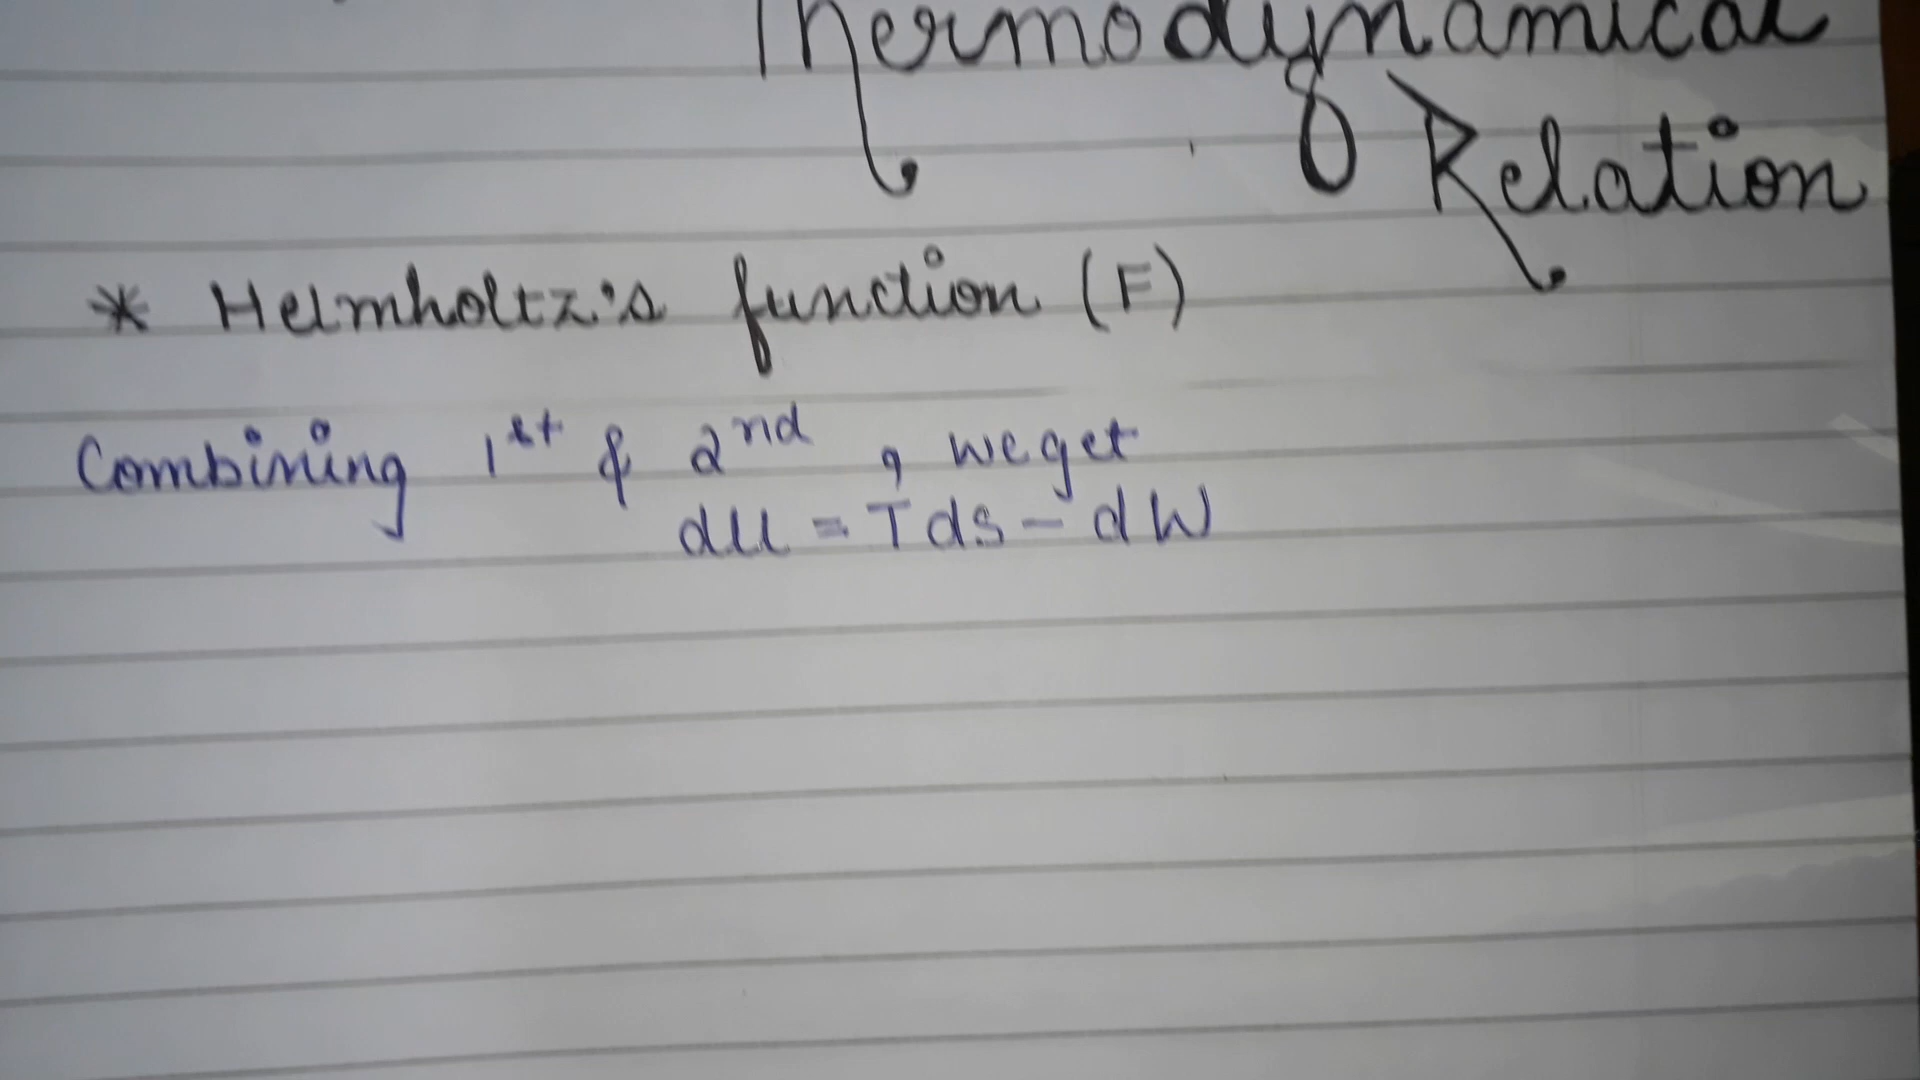 Thermodynamical
Relation
* Helmholtz's function (F)
Combining 1st & 2nd , we get
dU = Tds - dW